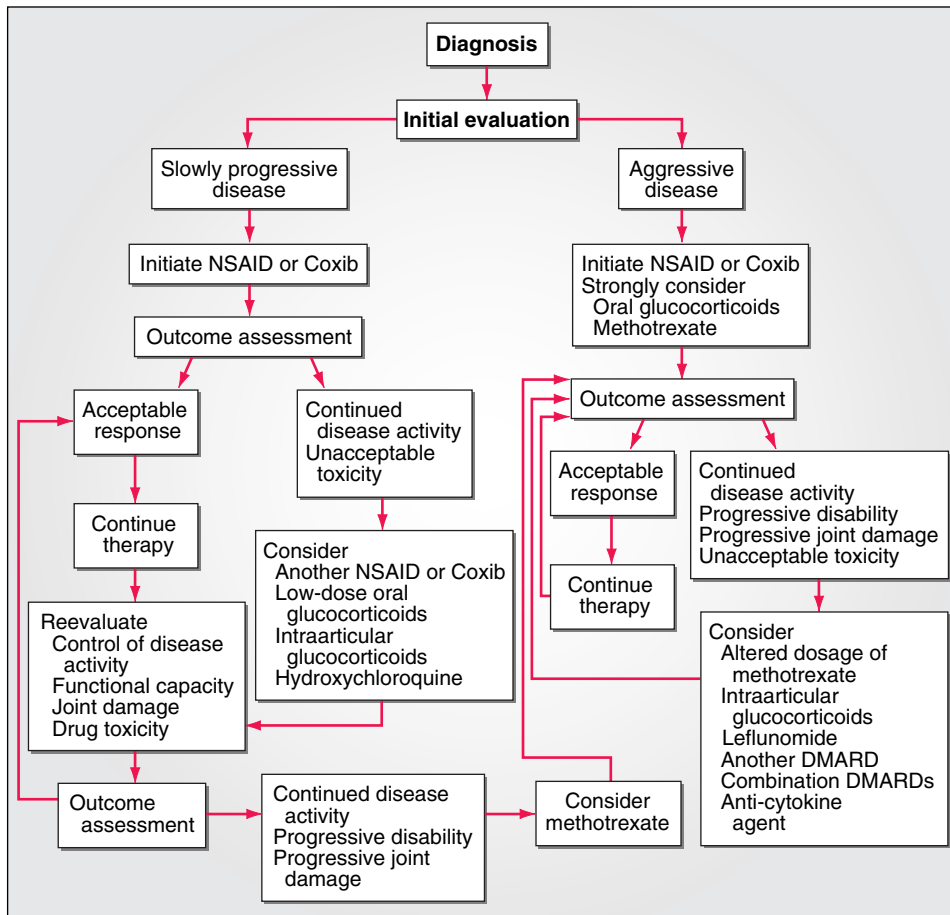 Diagnosis
Initial evaluation
Slowly progressive
disease
Initiate NSAID or Coxib
Outcome assessment
Acceptable
response
Continue
therapy
Reevaluate
Control of disease
activity
Functional capacity
Joint damage
Drug toxicity
Outcome
assessment
Continued
disease activity
Unacceptable
toxicity
Consider
Another NSAID or Coxib
Low-dose oral
glucocorticoids
Intraarticular
glucocorticoids
Hydroxychloroquine
Continued disease
activity
Progressive disability
Progressive joint
damage
Consider
methotrexate
Aggressive
disease
Initiate NSAID or Coxib
Strongly consider
Oral glucocorticoids
Methotrexate
Outcome assessment
Acceptable
response
Continue
therapy
Continued
disease activity
Progressive disability
Progressive joint damage
Unacceptable toxicity
Consider
Altered dosage of
methotrexate
Intraarticular
glucocorticoids
Leflunomide
Another DMARD
Combination DMARDs
Anti-cytokine
agent